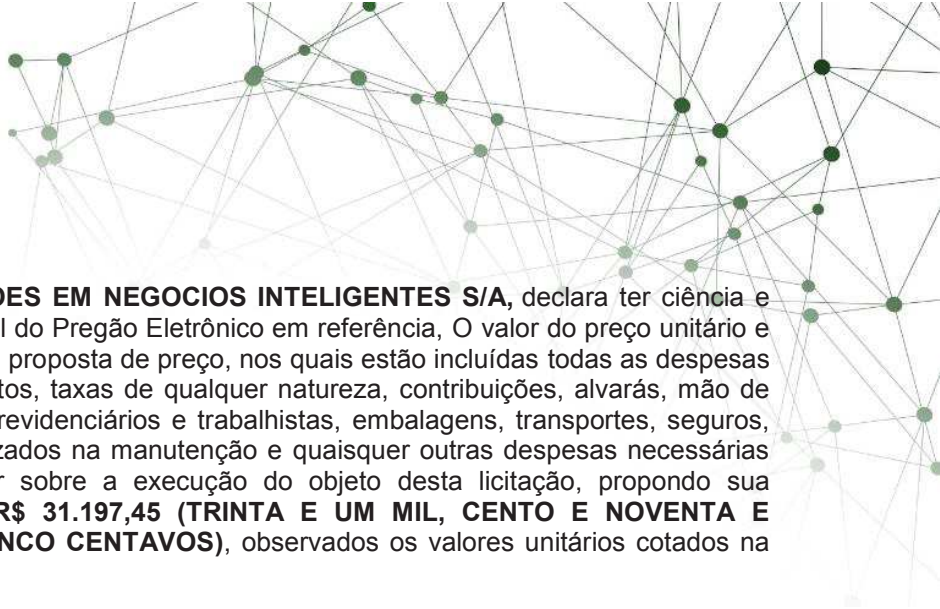 ÕES EM NEGOCIOS INTELIGENTES S/A, declara ter ciência e
l do Pregão Eletrônico em referência, O valor do preço unitário e
proposta de preço, nos quais estão incluídas todas as despesas
tos, taxas de qualquer natureza, contribuições, alvarás, mão de
revidenciários e trabalhistas, embalagens, transportes, seguros,
zados na manutenção e quaisquer outras despesas necessárias
r sobre a execução do objeto desta licitação, propondo sua
R$ 31.197,45 (TRINTA E UM MIL, CENTO E NOVENTA E
NCO CENTAVOS), observados os valores unitários cotados na